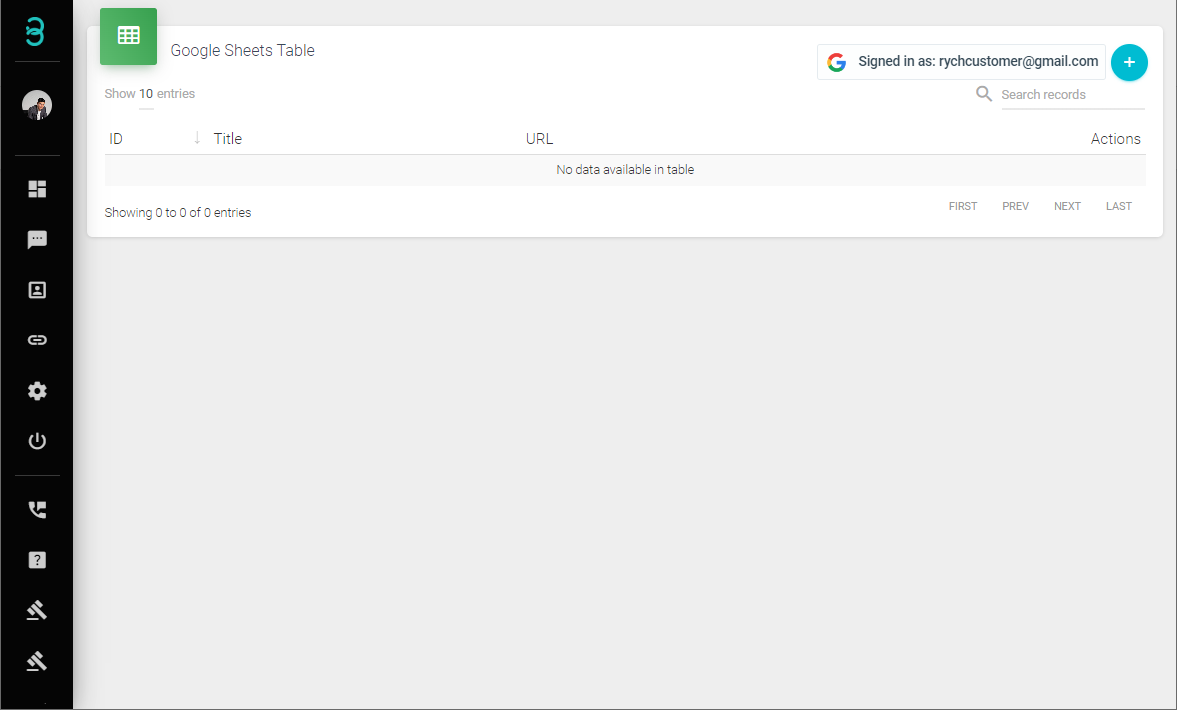 Google Sheets Table
Signed in as: rychcustomer@gmail.com
+
Show 10 entries
Search records
ID Title URL Actions
No data available in table
Showing 0 to 0 of 0 entries
FIRST PREV NEXT LAST